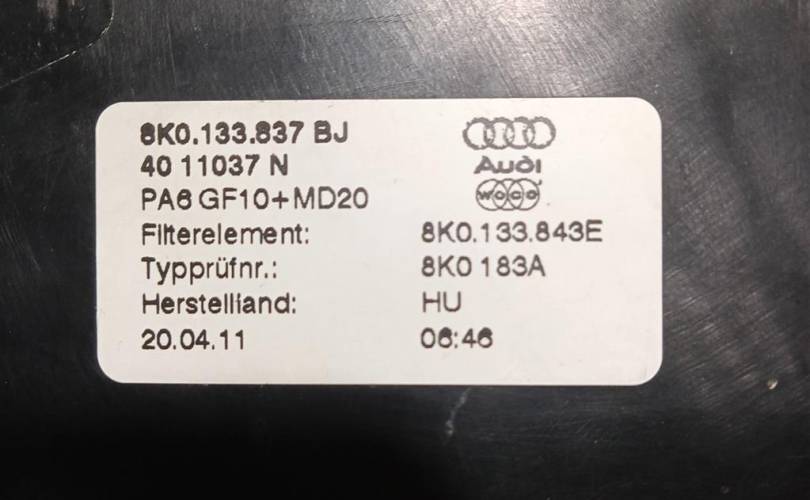 8K0.133.837 BJ
40 11037 N
Audi
PA6 GF10+MD20
woco
Filterelement: 8K0.133.843E
Typprüfnr.: 8K0 183A
Herstellland: HU
20.04.11 06:46